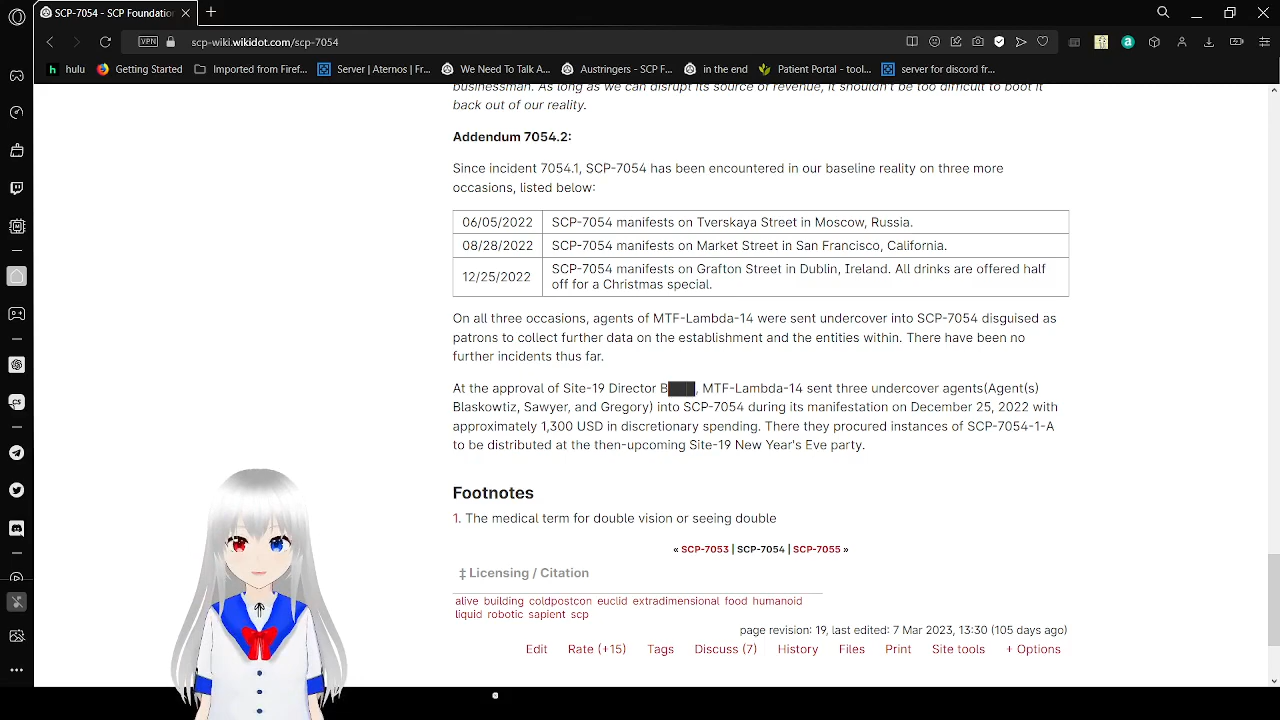 SCP-7054 - SCP Foundation
VPN scp-wiki.wikidot.com/scp-7054
hulu Getting Started Imported from Firef... Server | Aternos | Fr... We Need To Talk A... Austringers - SCP F... in the end Patient Portal - tool... server for discord fr...
businessman. As long as we can disrupt its source of revenue, it shouldn't be too difficult to boot it
back out of our reality.
Addendum 7054.2:
Since incident 7054.1, SCP-7054 has been encountered in our baseline reality on three more
occasions, listed below:
06/05/2022 SCP-7054 manifests on Tverskaya Street in Moscow, Russia.
08/28/2022 SCP-7054 manifests on Market Street in San Francisco, California.
12/25/2022 SCP-7054 manifests on Grafton Street in Dublin, Ireland. All drinks are offered half
off for a Christmas special.
On all three occasions, agents of MTF-Lambda-14 were sent undercover into SCP-7054 disguised as
patrons to collect further data on the establishment and the entities within. There have been no
further incidents thus far.
At the approval of Site-19 Director B███, MTF-Lambda-14 sent three undercover agents(Agent(s)
Blaskowtiz, Sawyer, and Gregory) into SCP-7054 during its manifestation on December 25, 2022 with
approximately 1,300 USD in discretionary spending. There they procured instances of SCP-7054-1-A
to be distributed at the then-upcoming Site-19 New Year's Eve party.
Footnotes
1. The medical term for double vision or seeing double
« SCP-7053 | SCP-7054 | SCP-7055 »
‡ Licensing / Citation
alive building coldpostcon euclid extradimensional food humanoid
liquid robotic sapient scp
page revision: 19, last edited: 7 Mar 2023, 13:30 (105 days ago)
Edit Rate (+15) Tags Discuss (7) History Files Print Site tools + Options